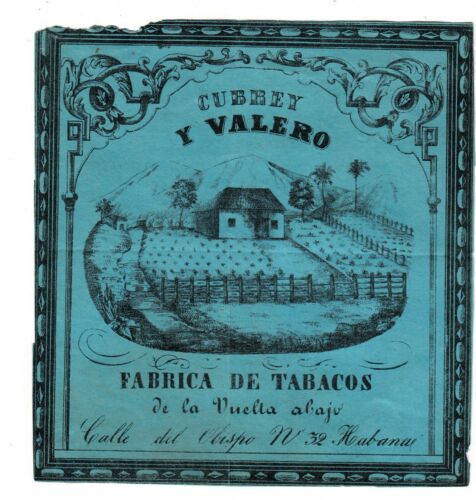 CUBREY
Y VALERO
FABRICA DE TABACOS
de la Vuelta abajo
Calle del Obispo Nº 32 Habana